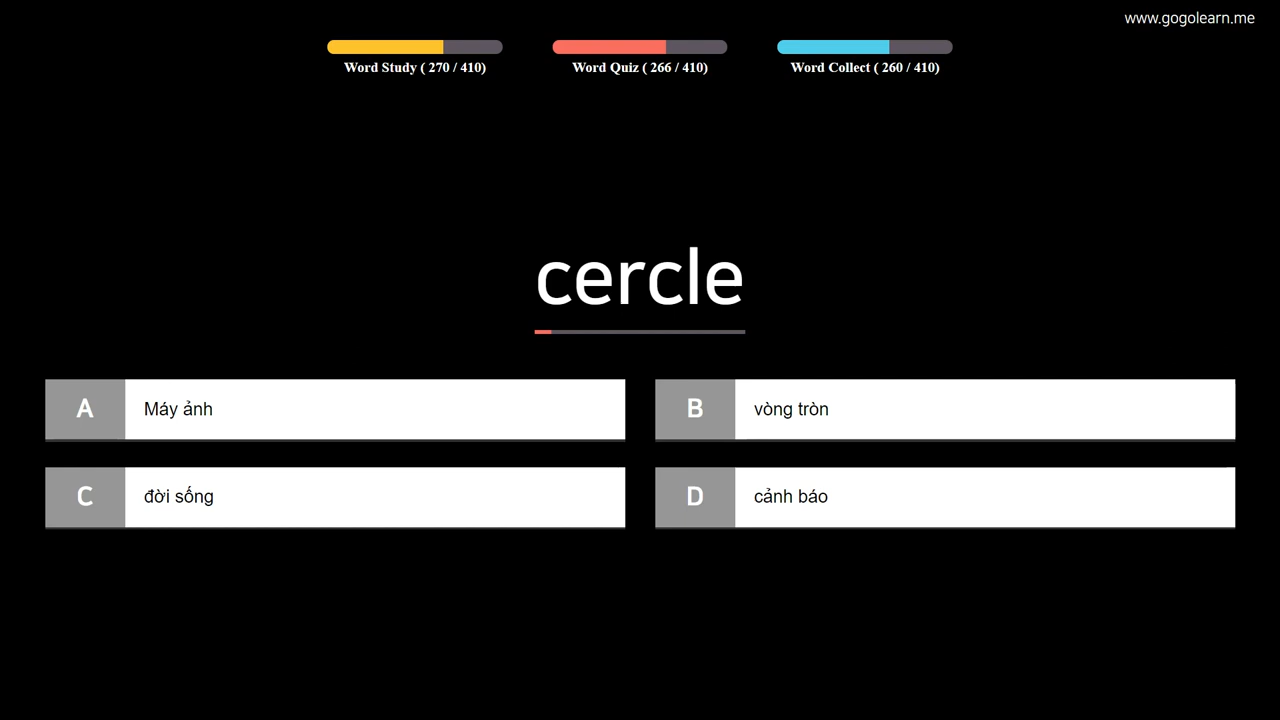 www.gogolearn.me
Word Study ( 270 / 410)
Word Quiz ( 266 / 410)
Word Collect ( 260 / 410)
cercle
A Máy ảnh
B vòng tròn
C đời sống
D cảnh báo